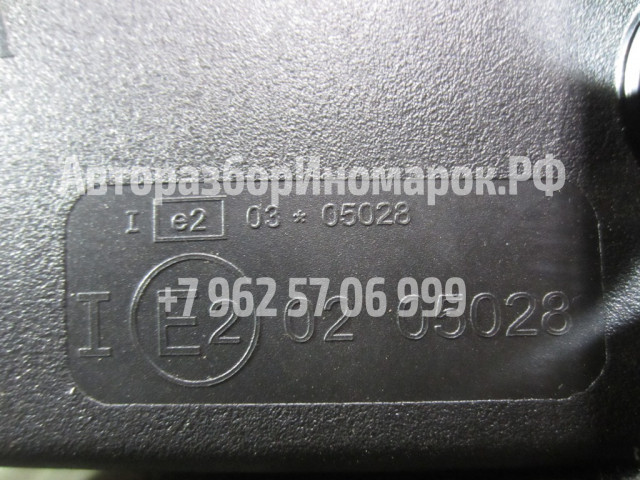 АвторазборИномарок.РФ
I e2 03 * 05028
+7 962 57 06 999
I E2 02 05028